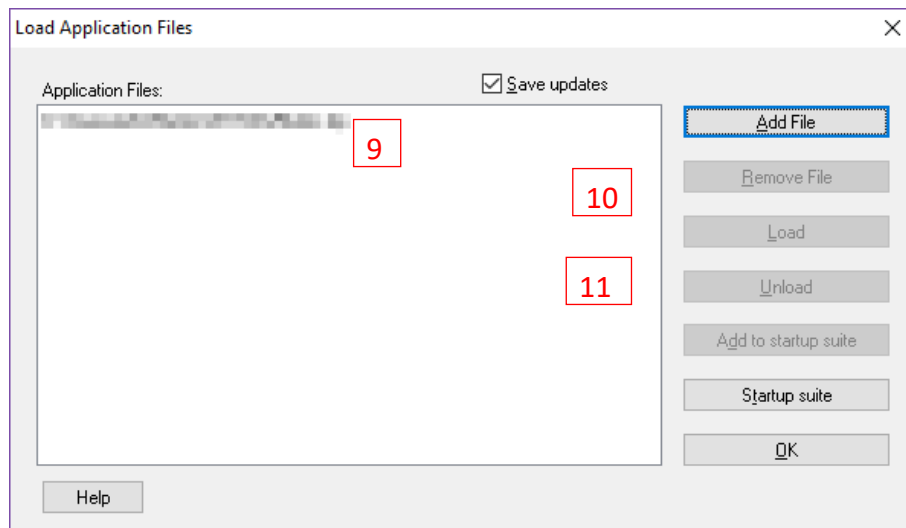 Load Application Files
Application Files:
Save updates
Add File
9
Remove File
10
Load
11
Unload
Add to startup suite
Startup suite
OK
Help